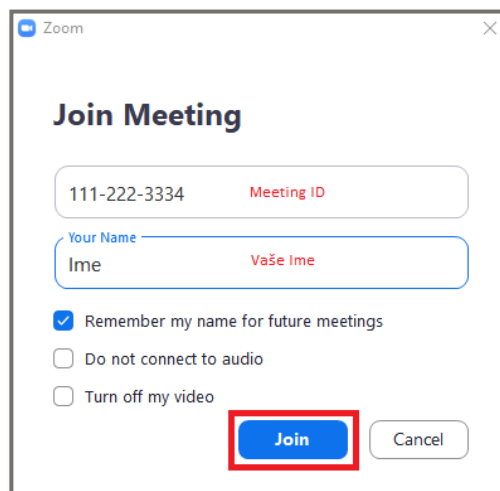 Zoom
Join Meeting
111-222-3334 Meeting ID
Your Name
Ime Vaše Ime
Remember my name for future meetings
Do not connect to audio
Turn off my video
Join Cancel